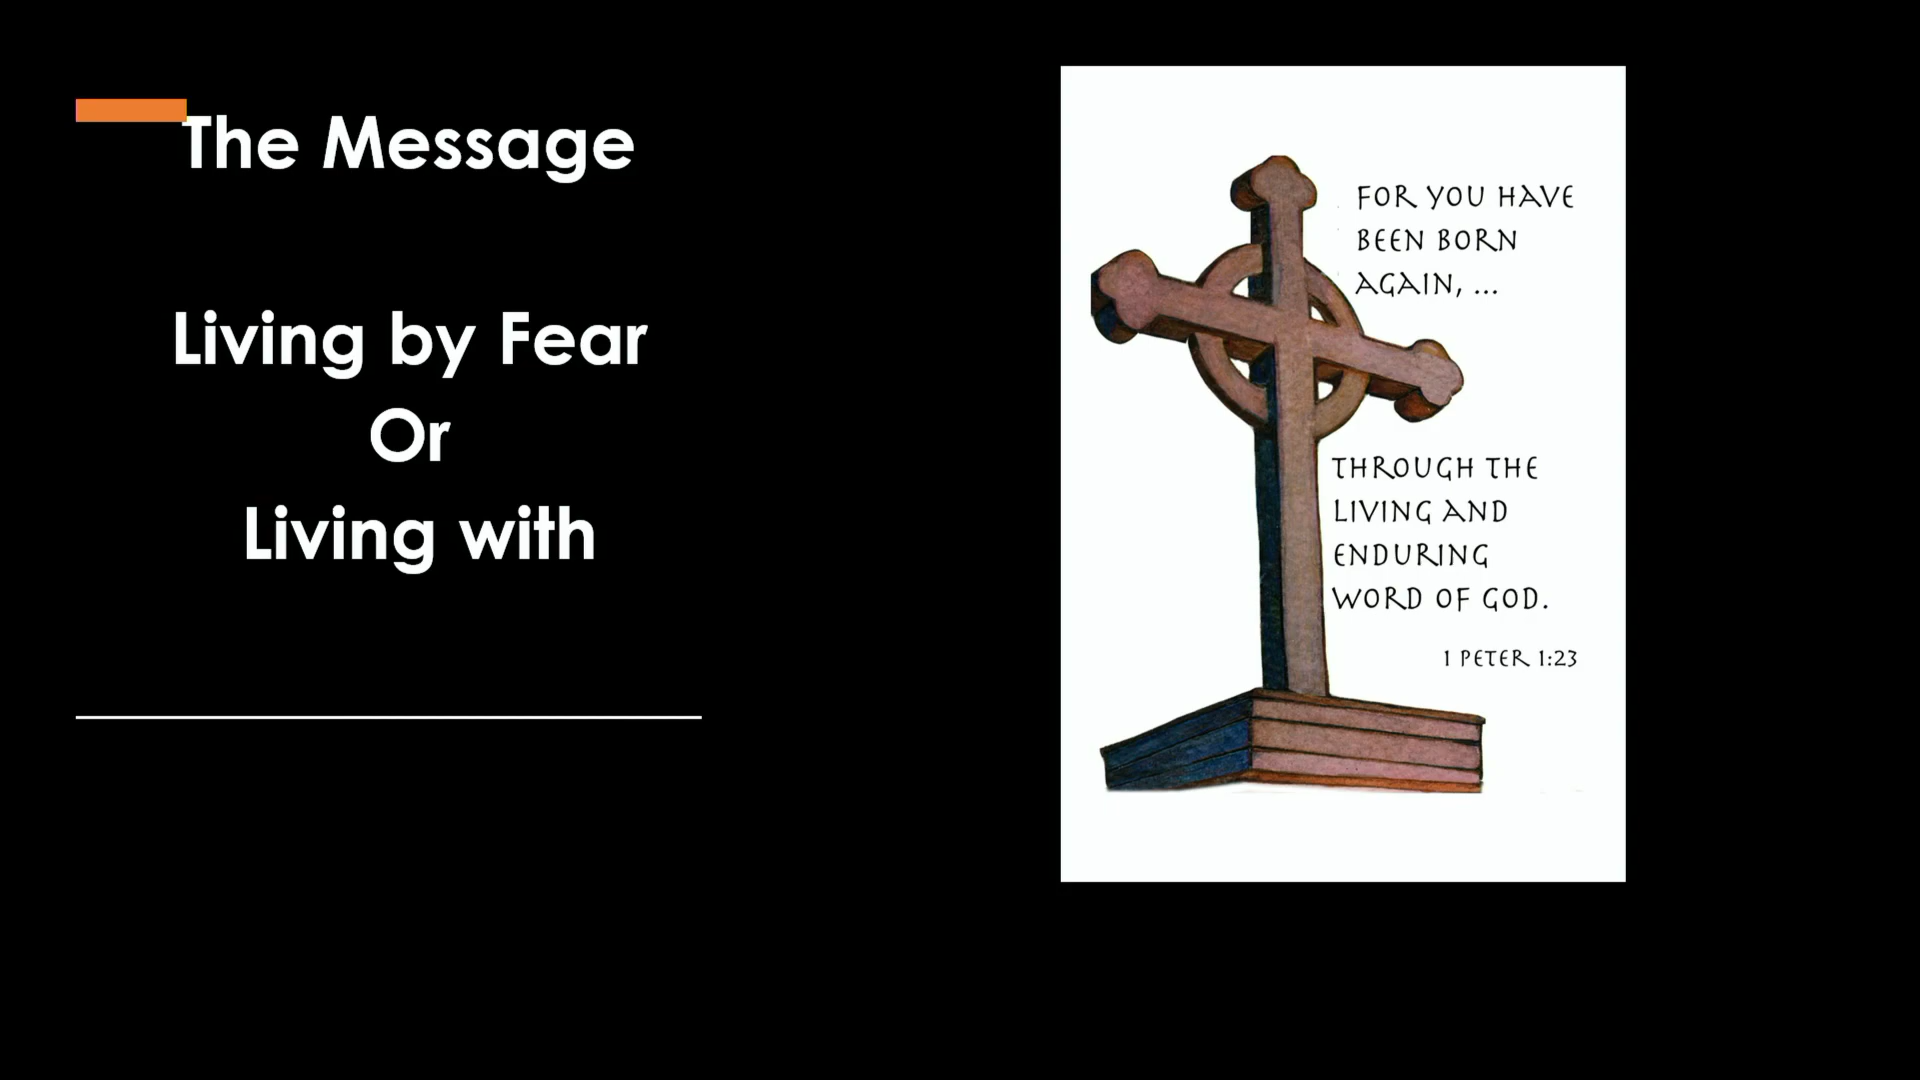 The Message
Living by Fear
Or
Living with
FOR YOU HAVE
BEEN BORN
AGAIN, ...
THROUGH THE
LIVING AND
ENDURING
WORD OF GOD.
1 PETER 1:23